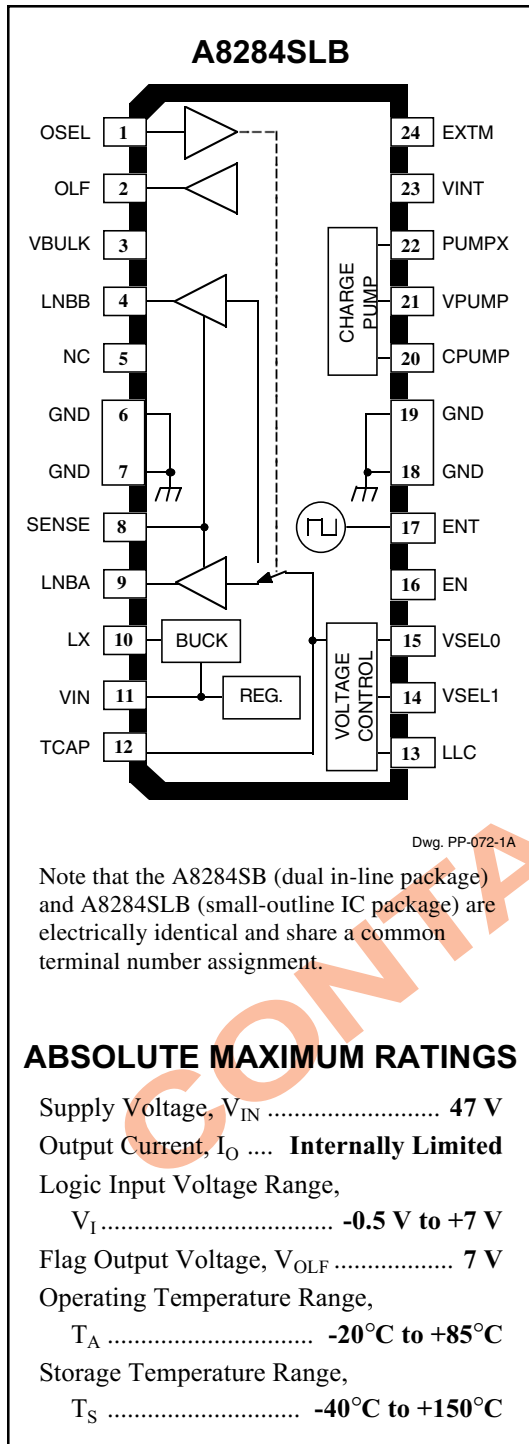 A8284SLB
OSEL 1
OLF 2
VBULK 3
LNBB 4
NC 5
GND 6
GND 7
SENSE 8
LNBA 9
LX 10
VIN 11
TCAP 12
24 EXTM
23 VINT
22 PUMPX
21 VPUMP
20 CPUMP
19 GND
18 GND
17 ENT
16 EN
15 VSEL0
14 VSEL1
13 LLC
CHARGE
PUMP
BUCK
REG.
VOLTAGE
CONTROL
Dwg. PP-072-1A
Note that the A8284SB (dual in-line package)
and A8284SLB (small-outline IC package) are
electrically identical and share a common
terminal number assignment.
ABSOLUTE MAXIMUM RATINGS
Supply Voltage, VIN .......................... 47 V
Output Current, IO .... Internally Limited
Logic Input Voltage Range,
VI ................................... -0.5 V to +7 V
Flag Output Voltage, VOLF ................. 7 V
Operating Temperature Range,
TA ............................... -20°C to +85°C
Storage Temperature Range,
TS ............................ -40°C to +150°C
CONTA